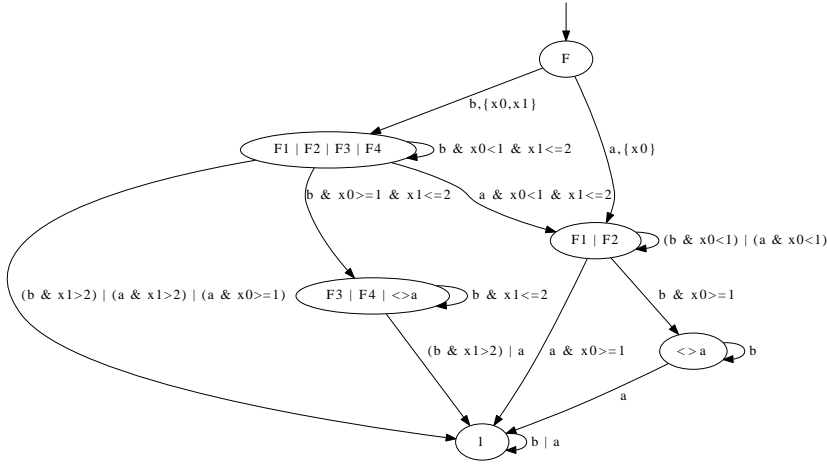 F
b,{x0,x1}
F1 | F2 | F3 | F4
b & x0<1 & x1<=2
a,{x0}
b & x0>=1 & x1<=2
a & x0<1 & x1<=2
F1 | F2
(b & x0<1) | (a & x0<1)
(b & x1>2) | (a & x1>2) | (a & x0>=1)
F3 | F4 | <>a
b & x1<=2
b & x0>=1
(b & x1>2) | a
a & x0>=1
<>a
b
a
1
b | a